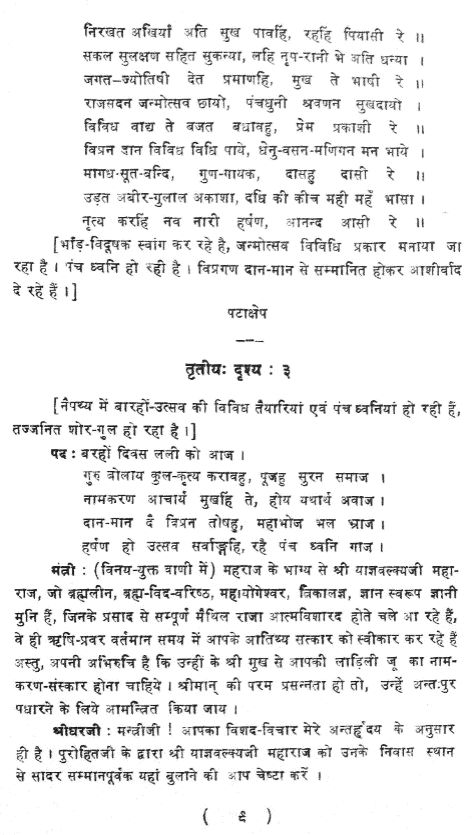 निरखत अखियाँ अति सुख पावहिं, रहहिं पियासी रे ।।
सकल सुलक्षण सहित सुकन्या, लहि नृप-रानी भे अति धन्या ।
जगत-ज्योतिषी देत प्रमाणहि, मुख ते भाषी रे ।।
राजसदन जन्मोत्सव छायो, पंचधुनी श्रवणन सुखदायो ।
विविध वाद्य ते बजत बधावहु, प्रेम प्रकाशी रे ।।
विप्रन दान विविध विधि पाये, धेनु-वसन-मणिगन मन भाये ।
मागध-सूत-वन्दि, गुण-गायक, दासहु दासी रे ।।
उड़त अबीर-गुलाल अकाशा, दधि की कीच मही महँ भासा ।
नृत्य करहिं नव नारी हर्षण, आनन्द आसी रे ।।
[भाँड़-विदूषक स्वांग कर रहे है, जन्मोत्सव विविधि प्रकार मनाया जा
रहा है । पंच ध्वनि हो रही है । विप्रगण दान-मान से सम्मानित होकर आशीर्वाद
दे रहे हैं ।]
पटाक्षेप
तृतीयः दृश्य : ३
[नैपथ्य में बारहों-उत्सव की विविध तैयारियां एवं पंच ध्वनियां हो रही हैं,
तज्जनित शोर-गुल हो रहा है ।]
पद : बरहों दिवस लली को आज ।
गुरु बोलाय कुल-कृत्य करावहु, पूजहु सुरन समाज ।
नामकरण आचार्य मुखहिं ते, होय यथार्थ अवाज ।
दान-मान दै विप्रन तोषहु, महाभोज भल भ्राज ।
हर्षण हो उत्सव सर्वाङ्गहि, रहै पंच ध्वनि गाज ।
मंत्री : (विनय-युक्त वाणी में) महराज के भाग्य से श्री याज्ञवल्क्यजी महा-
राज, जो ब्रह्मलीन, ब्रह्म-विद-वरिष्ठ, महायोगेश्वर, त्रिकालज्ञ, ज्ञान स्वरूप ज्ञानी
मुनि हैं, जिनके प्रसाद से सम्पूर्ण मैथिल राजा आत्मविशारद होते चले आ रहे हैं,
वे ही ऋषि-प्रवर वर्तमान समय में आपके आतिथ्य सत्कार को स्वीकार कर रहे हैं
अस्तु, अपनी अभिरुचि है कि उन्हीं के श्री मुख से आपकी लाड़िली जू का नाम-
करण-संस्कार होना चाहिये । श्रीमान् की परम प्रसन्नता हो तो, उन्हें अन्तःपुर
पधारने के लिये आमन्त्रित किया जाय ।
श्रीधरजी : मन्त्रीजी ! आपका विशद-विचार मेरे अन्तर्हृदय के अनुसार
ही है । पुरोहितजी के द्वारा श्री याज्ञवल्क्यजी महाराज को उनके निवास स्थान
से सादर सम्मानपूर्वक यहां बुलाने की आप चेष्टा करें ।
( ९ )